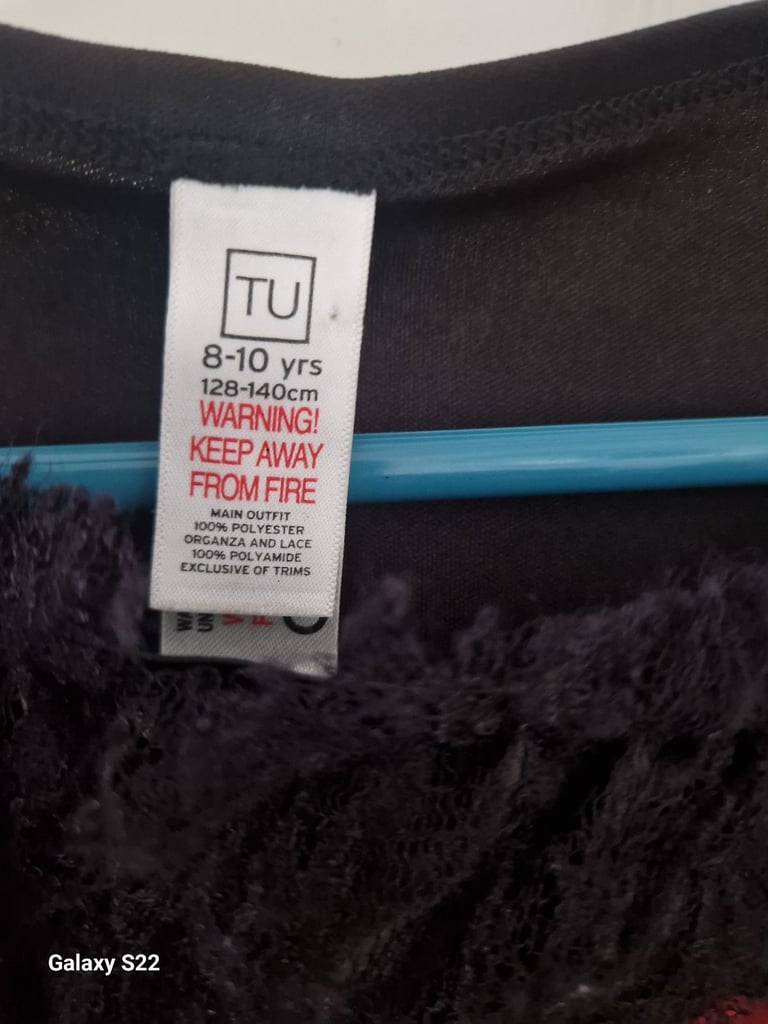 TU
8-10 yrs
128-140cm
WARNING!
KEEP AWAY
FROM FIRE
MAIN OUTFIT
100% POLYESTER
ORGANZA AND LACE
100% POLYAMIDE
EXCLUSIVE OF TRIMS
Galaxy S22